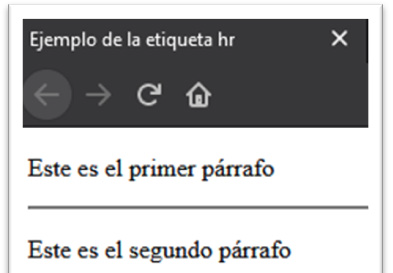 Ejemplo de la etiqueta hr
Este es el primer párrafo
Este es el segundo párrafo